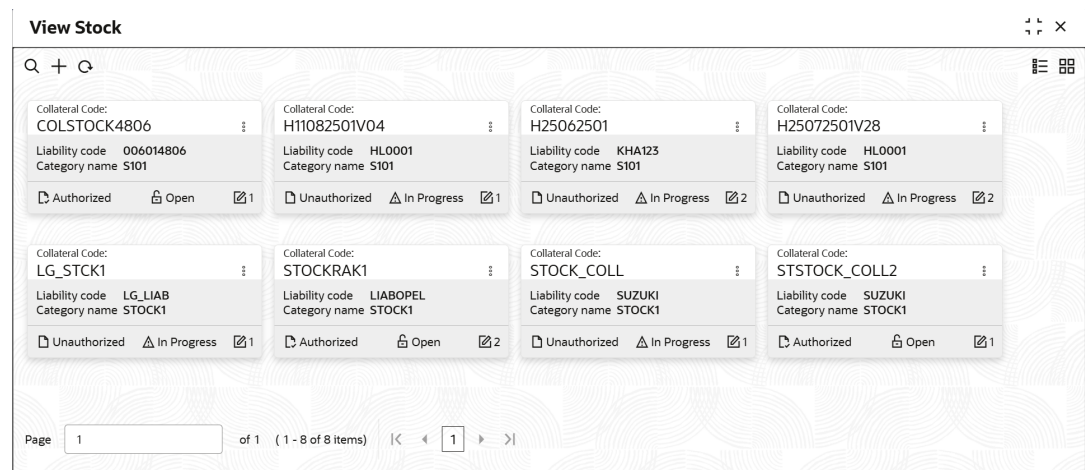 View Stock
Collateral Code: Collateral Code: Collateral Code: Collateral Code:
COLSTOCK4806 H11082501V04 H25062501 H25072501V28
Liability code 006014806 Liability code HL0001 Liability code KHA123 Liability code HL0001
Category name S101 Category name S101 Category name S101 Category name S101
Authorized Open 1 Unauthorized In Progress 1 Unauthorized In Progress 2 Unauthorized In Progress 2
Collateral Code: Collateral Code: Collateral Code: Collateral Code:
LG_STCK1 STOCKRAK1 STOCK_COLL STSTOCK_COLL2
Liability code LG_LIAB Liability code LIABOPEL Liability code SUZUKI Liability code SUZUKI
Category name STOCK1 Category name STOCK1 Category name STOCK1 Category name STOCK1
Unauthorized In Progress 1 Authorized Open 2 Unauthorized In Progress 1 Authorized Open 1
Page 1 of 1 ( 1 - 8 of 8 items) 1